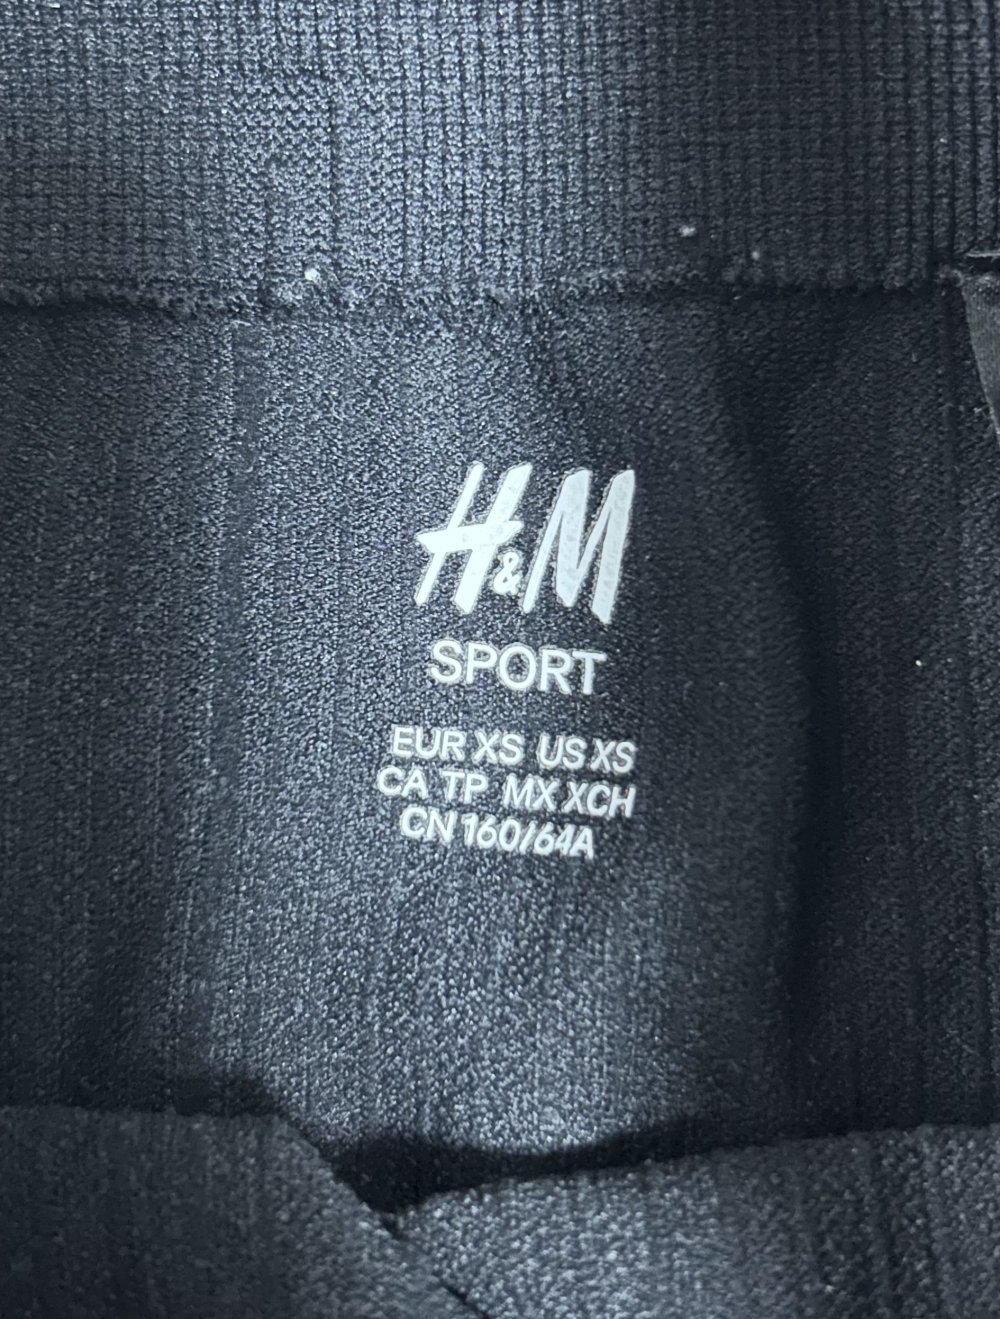 H&M
SPORT
EUR XS US XS
CA TP MX XCH
CN 160/64A